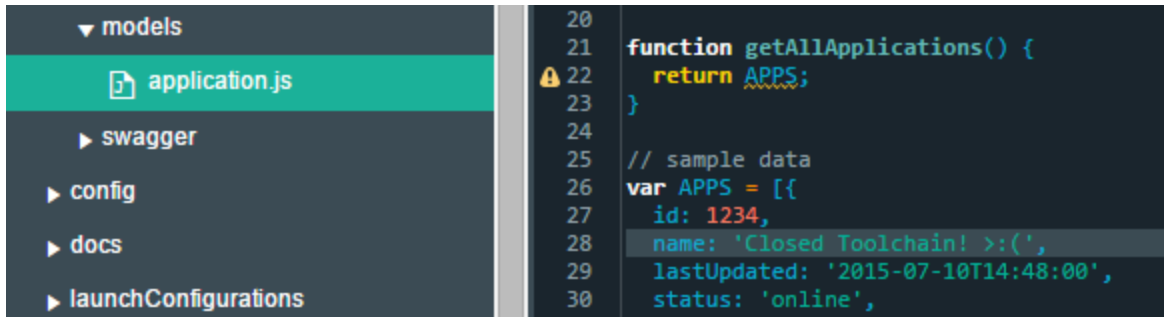 models
application.js
swagger
config
docs
launchConfigurations
20
21 function getAllApplications() {
22 return APPS;
23 }
24
25 // sample data
26 var APPS = [{
27 id: 1234,
28 name: 'Closed Toolchain! >:(',
29 lastUpdated: '2015-07-10T14:48:00',
30 status: 'online',